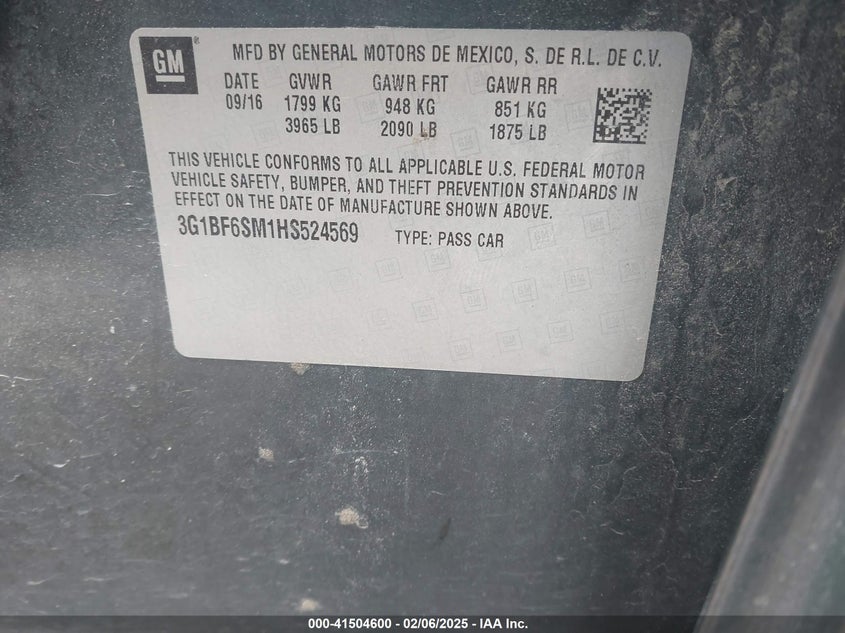 GM
MFD BY GENERAL MOTORS DE MEXICO, S. DE R.L. DE C.V.
DATE GVWR GAWR FRT GAWR RR
09/16 1799 KG 948 KG 851 KG
3965 LB 2090 LB 1875 LB
THIS VEHICLE CONFORMS TO ALL APPLICABLE U.S. FEDERAL MOTOR
VEHICLE SAFETY, BUMPER, AND THEFT PREVENTION STANDARDS IN
EFFECT ON THE DATE OF MANUFACTURE SHOWN ABOVE.
3G1BF6SM1HS524569 TYPE: PASS CAR
000-41504600 - 02/06/2025 - IAA Inc.